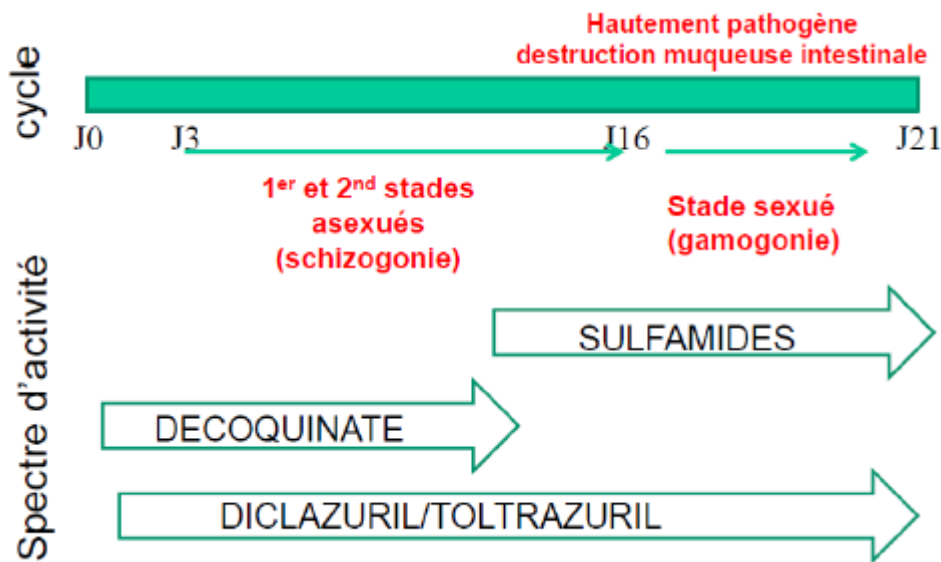 Hautement pathogène
destruction muqueuse intestinale
cycle
J0 J3 J16 J21
1er et 2nd stades
asexués
(schizogonie)
Stade sexué
(gamogonie)
Spectre d'activité
SULFAMIDES
DECOQUINATE
DICLAZURIL/TOLTRAZURIL